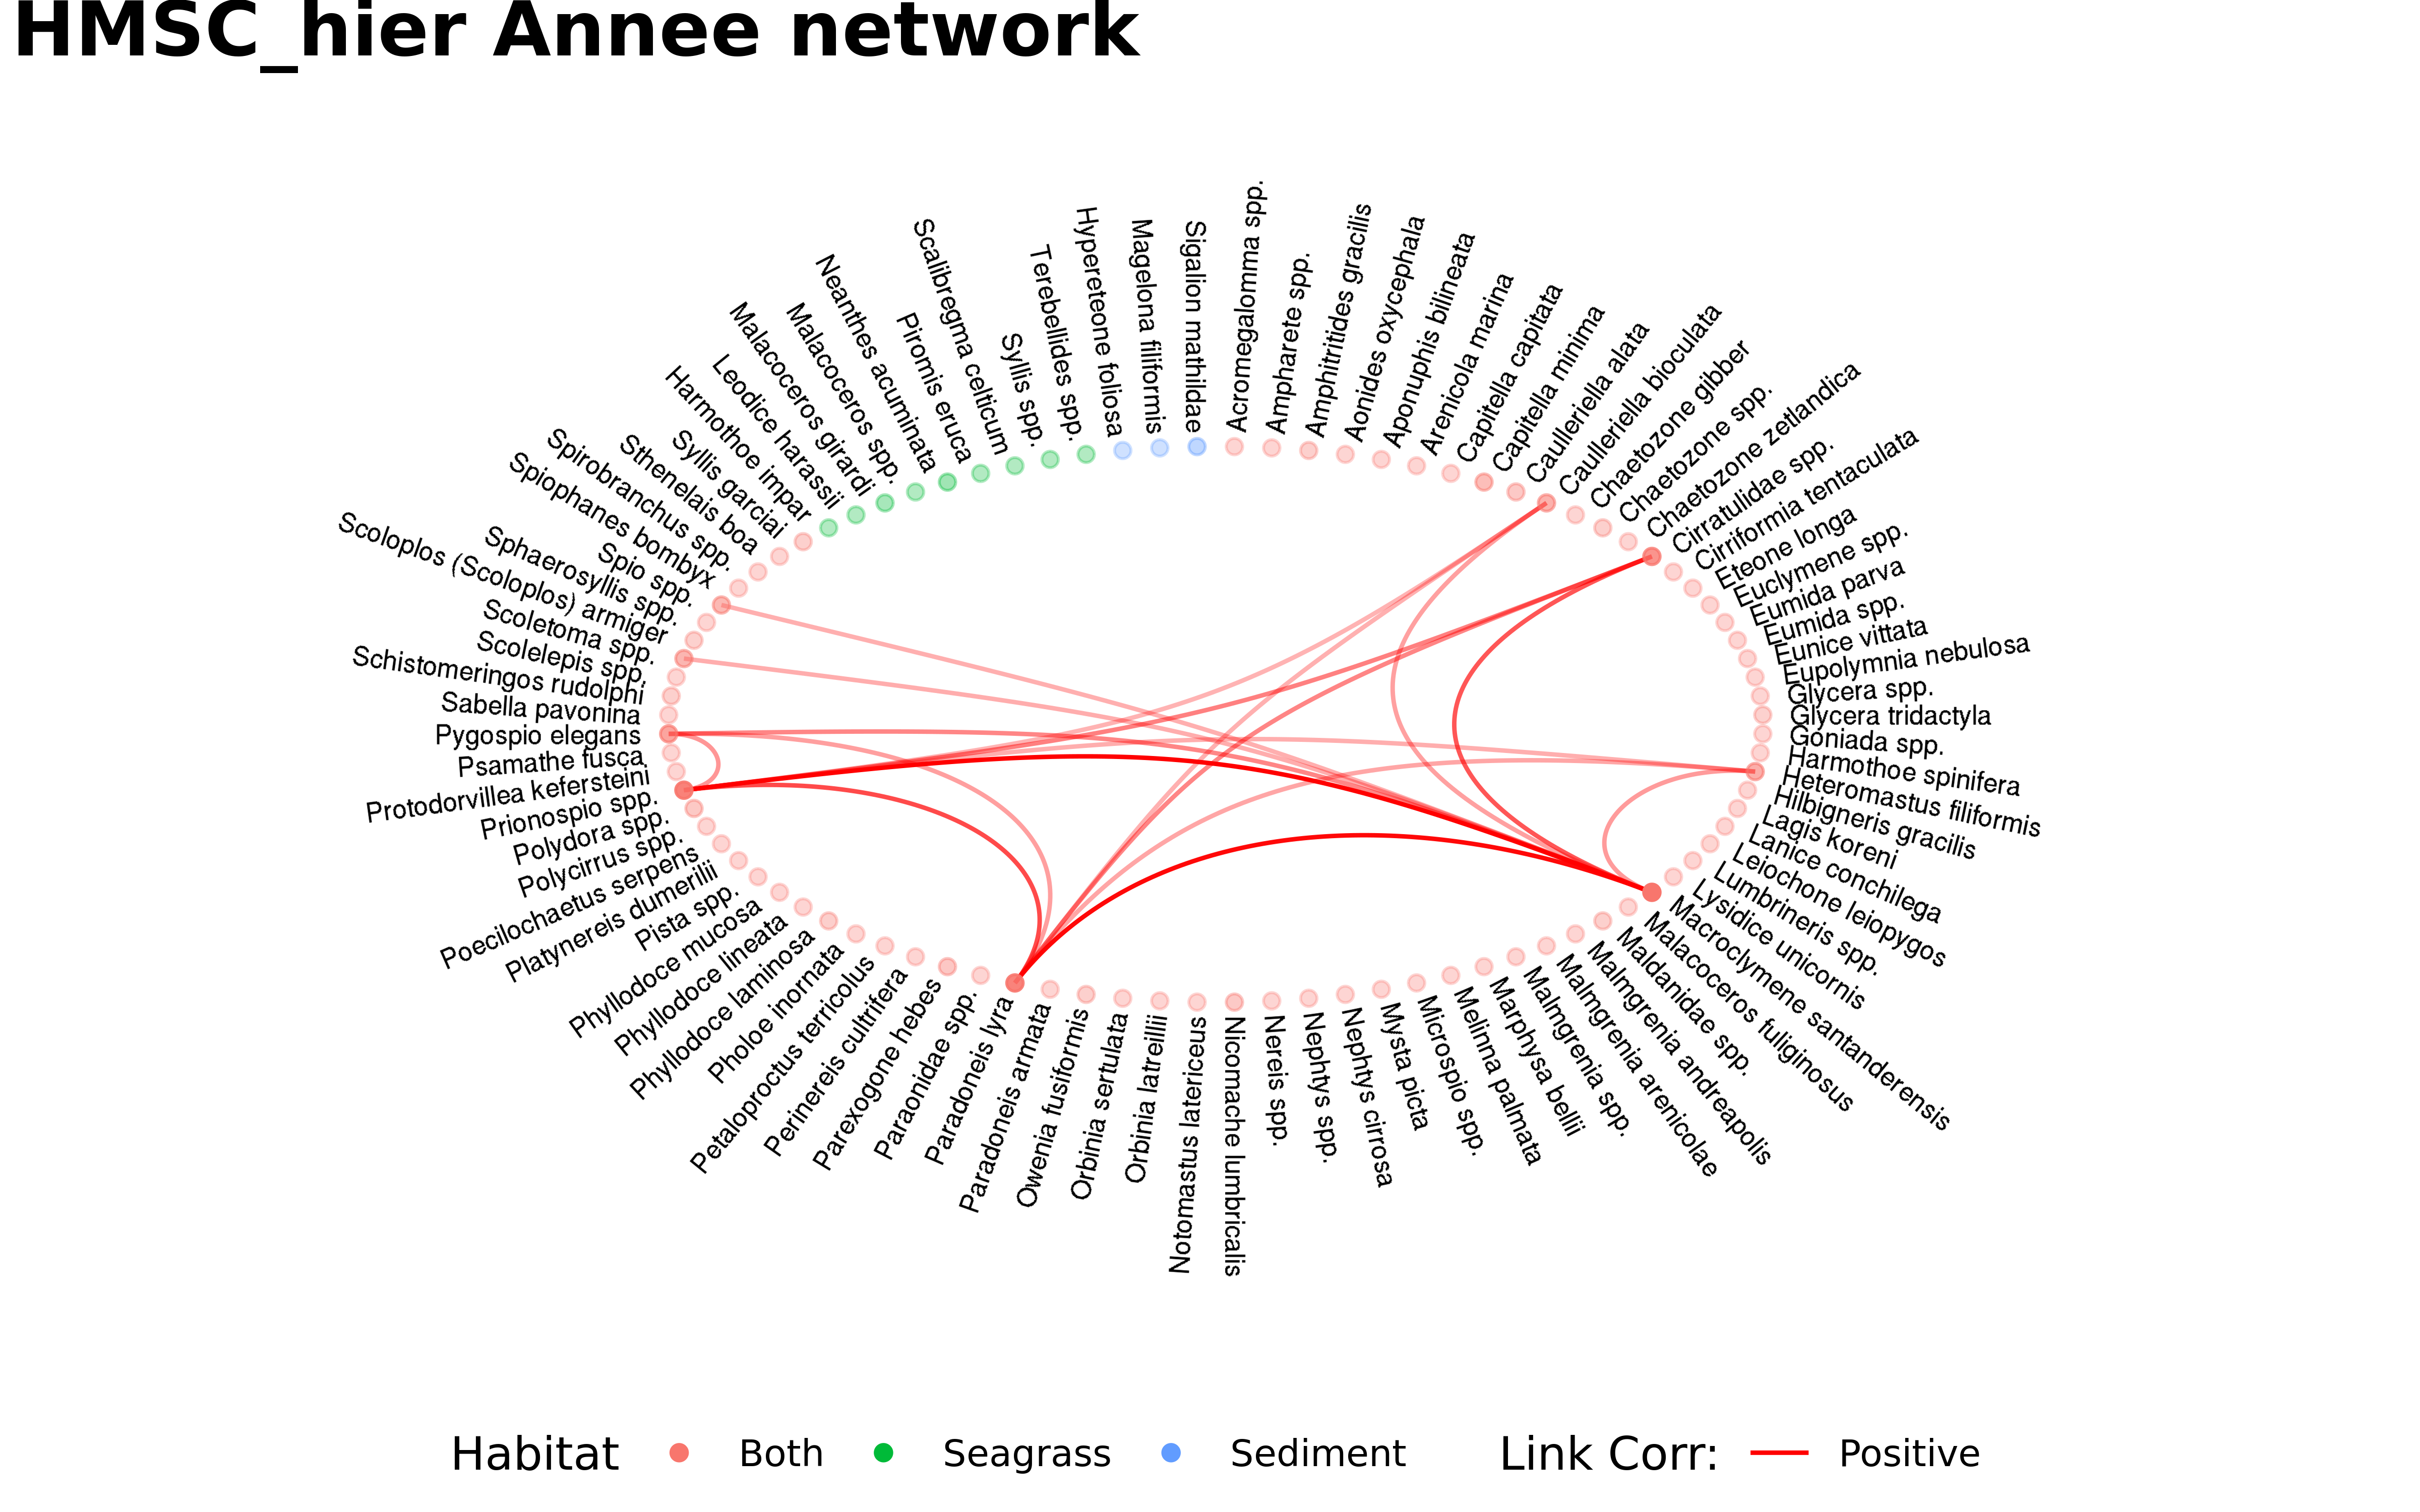 HMSC_hier Annee network
Acromegalomma spp.
Ampharete spp.
Amphitritides gracilis
Aonides oxycephala
Aponuphis bilineata
Arenicola marina
Capitella capitata
Capitella minima
Caulleriella alata
Caulleriella bioculata
Chaetozone gibber
Chaetozone spp.
Chaetozone zetlandica
Cirratulidae spp.
Cirriformia tentaculata
Eteone longa
Euclymene spp.
Eumida parva
Eumida spp.
Eunice vittata
Eupolymnia nebulosa
Glycera spp.
Glycera tridactyla
Goniada spp.
Harmothoe spinifera
Heteromastus filiformis
Hilbigneris gracilis
Lagis koreni
Lanice conchilega
Leiochone leiopygos
Lumbrineris spp.
Lysidice unicornis
Macroclymene santanderensis
Malacoceros fuliginosus
Maldanidae spp.
Malmgrenia andreapolis
Malmgrenia arenicolae
Malmgrenia spp.
Marphysa bellii
Melinna palmata
Microspio spp.
Mysta picta
Nephtys cirrosa
Nephtys spp.
Nereis spp.
Nicomache lumbricalis
Notomastus latericeus
Orbinia latreillii
Orbinia sertulata
Owenia fusiformis
Paradoneis armata
Paradoneis lyra
Paraonidae spp.
Parexogone hebes
Perinereis cultrifera
Petaloproctus terricolus
Pholoe inornata
Phyllodoce laminosa
Phyllodoce lineata
Phyllodoce mucosa
Pista spp.
Platynereis dumerilii
Poecilochaetus serpens
Polycirrus spp.
Polydora spp.
Prionospio spp.
Protodorvillea kefersteini
Psamathe fusca
Pygospio elegans
Sabella pavonina
Schistomeringos rudolphi
Scolelepis spp.
Scoletoma spp.
Scoloplos (Scoloplos) armiger
Sphaerosyllis spp.
Spio spp.
Spiophanes bombyx
Spirobranchus spp.
Sthenelais boa
Syllis garciai
Harmothoe impar
Leodice harassii
Malacoceros girardi
Malacoceros spp.
Neanthes acuminata
Piromis eruca
Scalibregma celticum
Syllis spp.
Terebellides spp.
Hypereteone foliosa
Magelona filiformis
Sigalion mathildae
Habitat Both Seagrass Sediment Link Corr: Positive